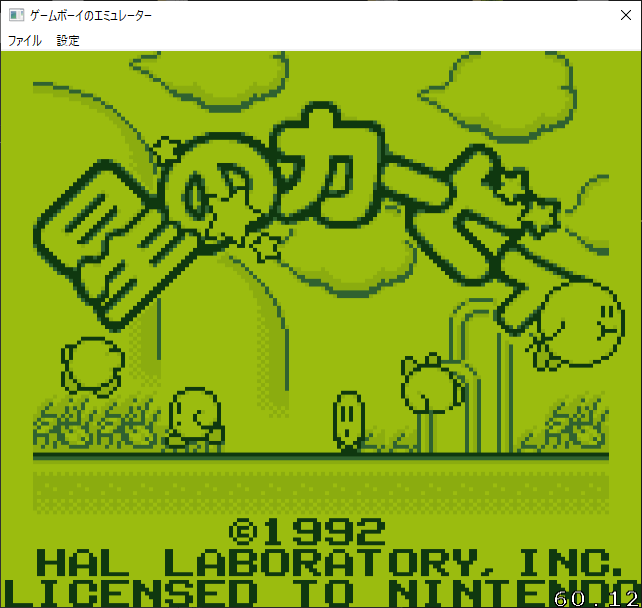 ゲームボーイのエミュレーター
ファイル 設定
星のカービィ
©1992
HAL LABORATORY, INC.
LICENSED TO NINTENDO
60.12